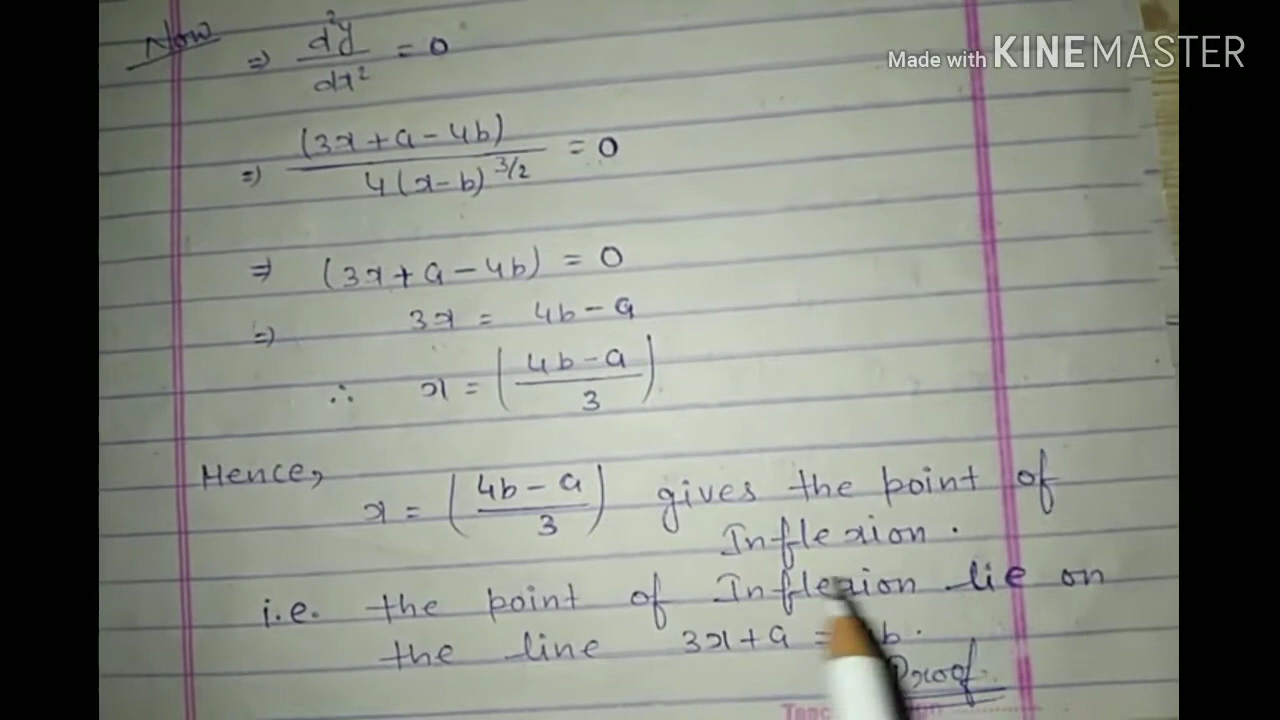 Now ⇒ d²y/dx² = 0
Made with KINEMASTER
⇒ (3x+a-4b)/4(x-b)^3/2 = 0
⇒ (3x+a-4b) = 0
⇒ 3x = 4b-a
∴ x = (4b-a/3)
Hence,
x = (4b-a/3) gives the point of
Inflexion.
i.e. the point of Inflexion lie on
the line 3x+a = b.
Proof.